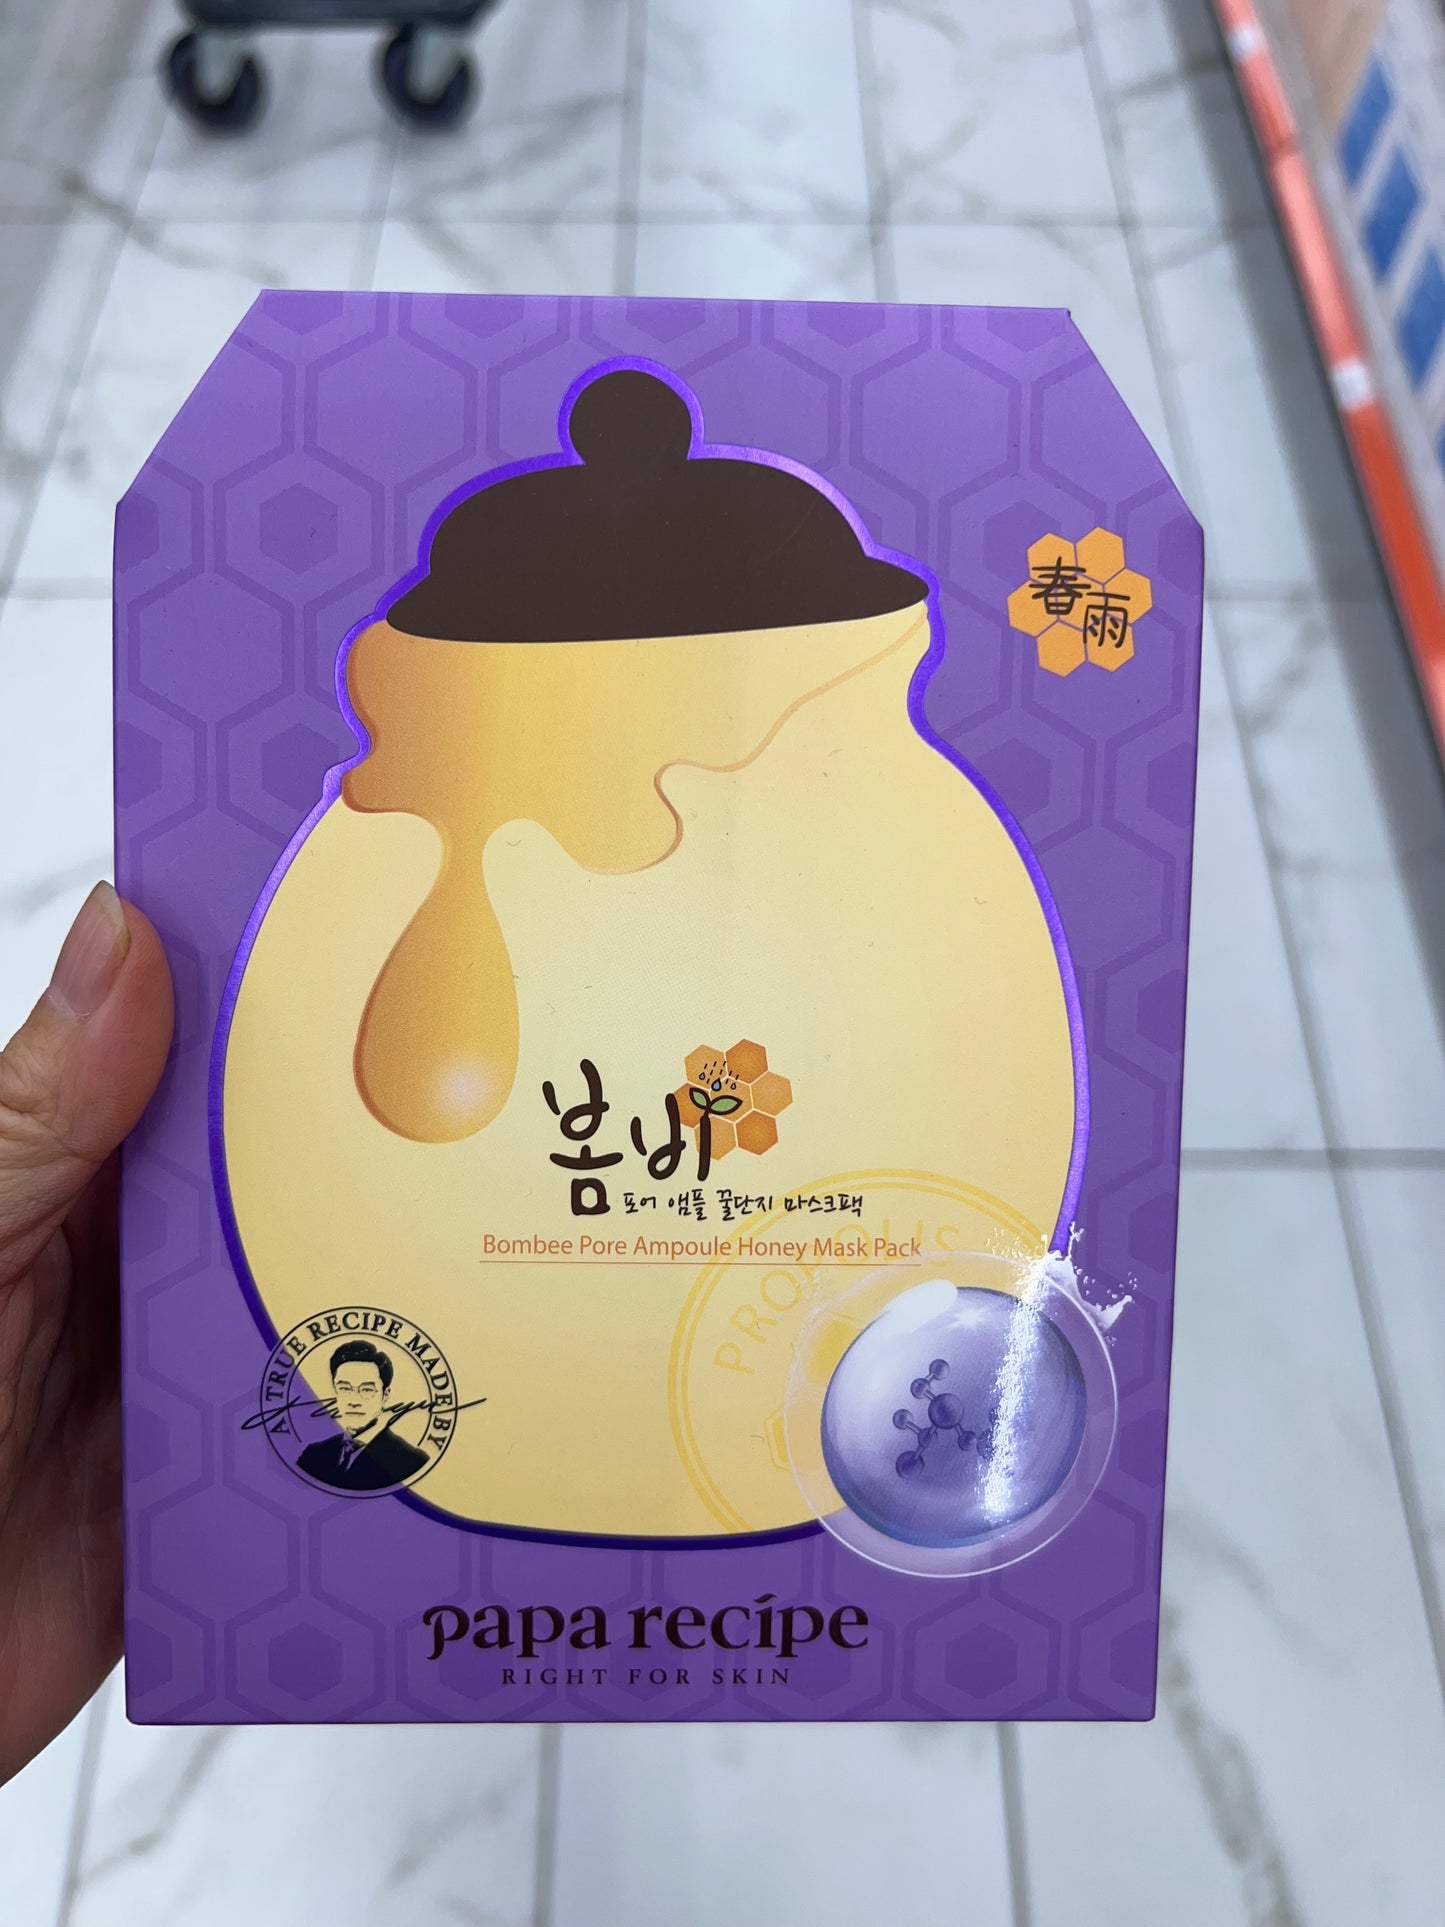 春雨
봄비
포어 앰플 꿀단지 마스크팩
Bombee Pore Ampoule Honey Mask Pack
PROPOLIS
A TRUE RECIPE MADE BY
papa recipe
RIGHT FOR SKIN